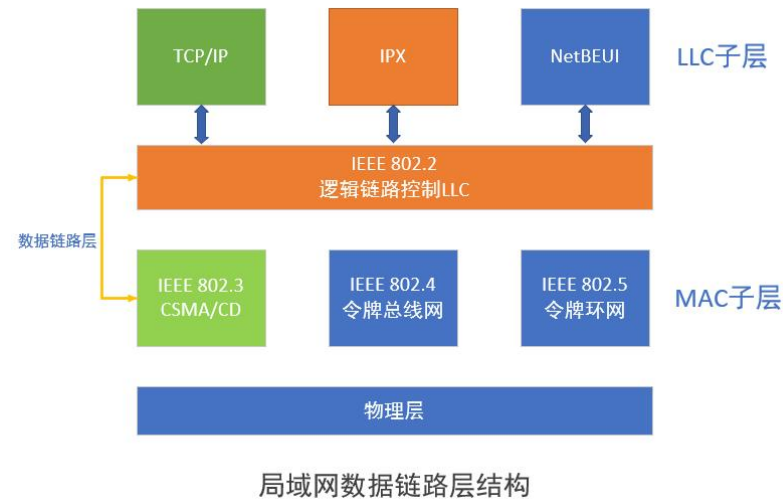 TCP/IP
IPX
NetBEUI
LLC子层
IEEE 802.2
逻辑链路控制LLC
数据链路层
IEEE 802.3
CSMA/CD
IEEE 802.4
令牌总线网
IEEE 802.5
令牌环网
MAC子层
物理层
局域网数据链路层结构